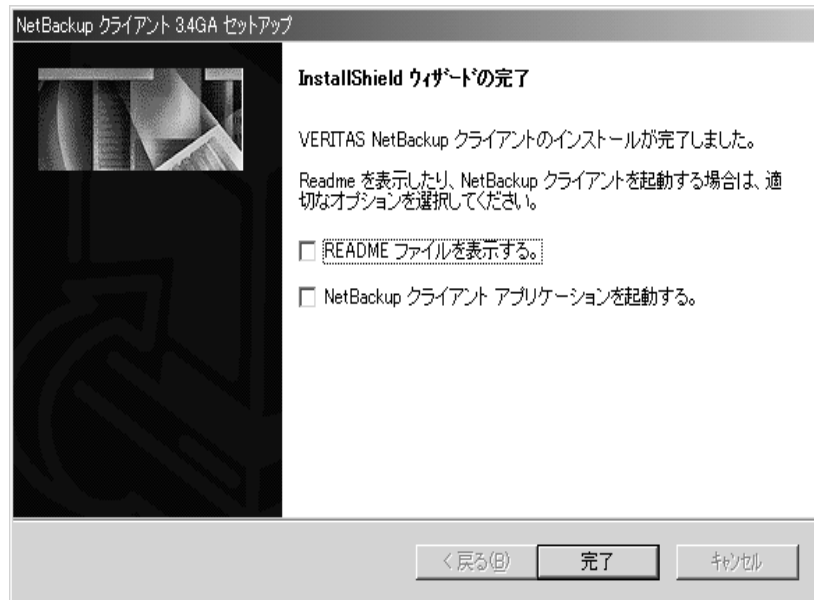 NetBackup クライアント 3.4GA セットアップ
InstallShield ウィザードの完了
VERITAS NetBackup クライアントのインストールが完了しました。
Readme を表示したり、NetBackup クライアントを起動する場合は、適
切なオプションを選択してください。
README ファイルを表示する。
NetBackup クライアント アプリケーションを起動する。
< 戻る(B)
完了
キャンセル